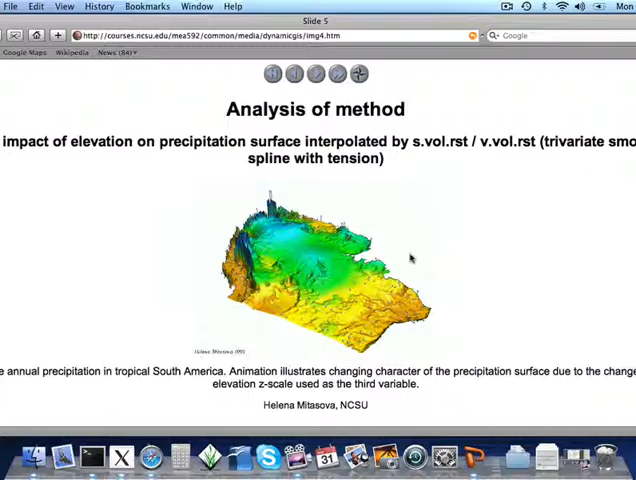 File Edit View History Bookmarks Window Help Mon
Slide 5
http://courses.ncsu.edu/mea592/common/media/dynamicgis/img4.htm Google
Google Maps Wikipedia News (84)
Analysis of method
impact of elevation on precipitation surface interpolated by s.vol.rst / v.vol.rst (trivariate smo
spline with tension)
Helena Mitasova
e annual precipitation in tropical South America. Animation illustrates changing character of the precipitation surface due to the change
elevation z-scale used as the third variable.
Helena Mitasova, NCSU
31